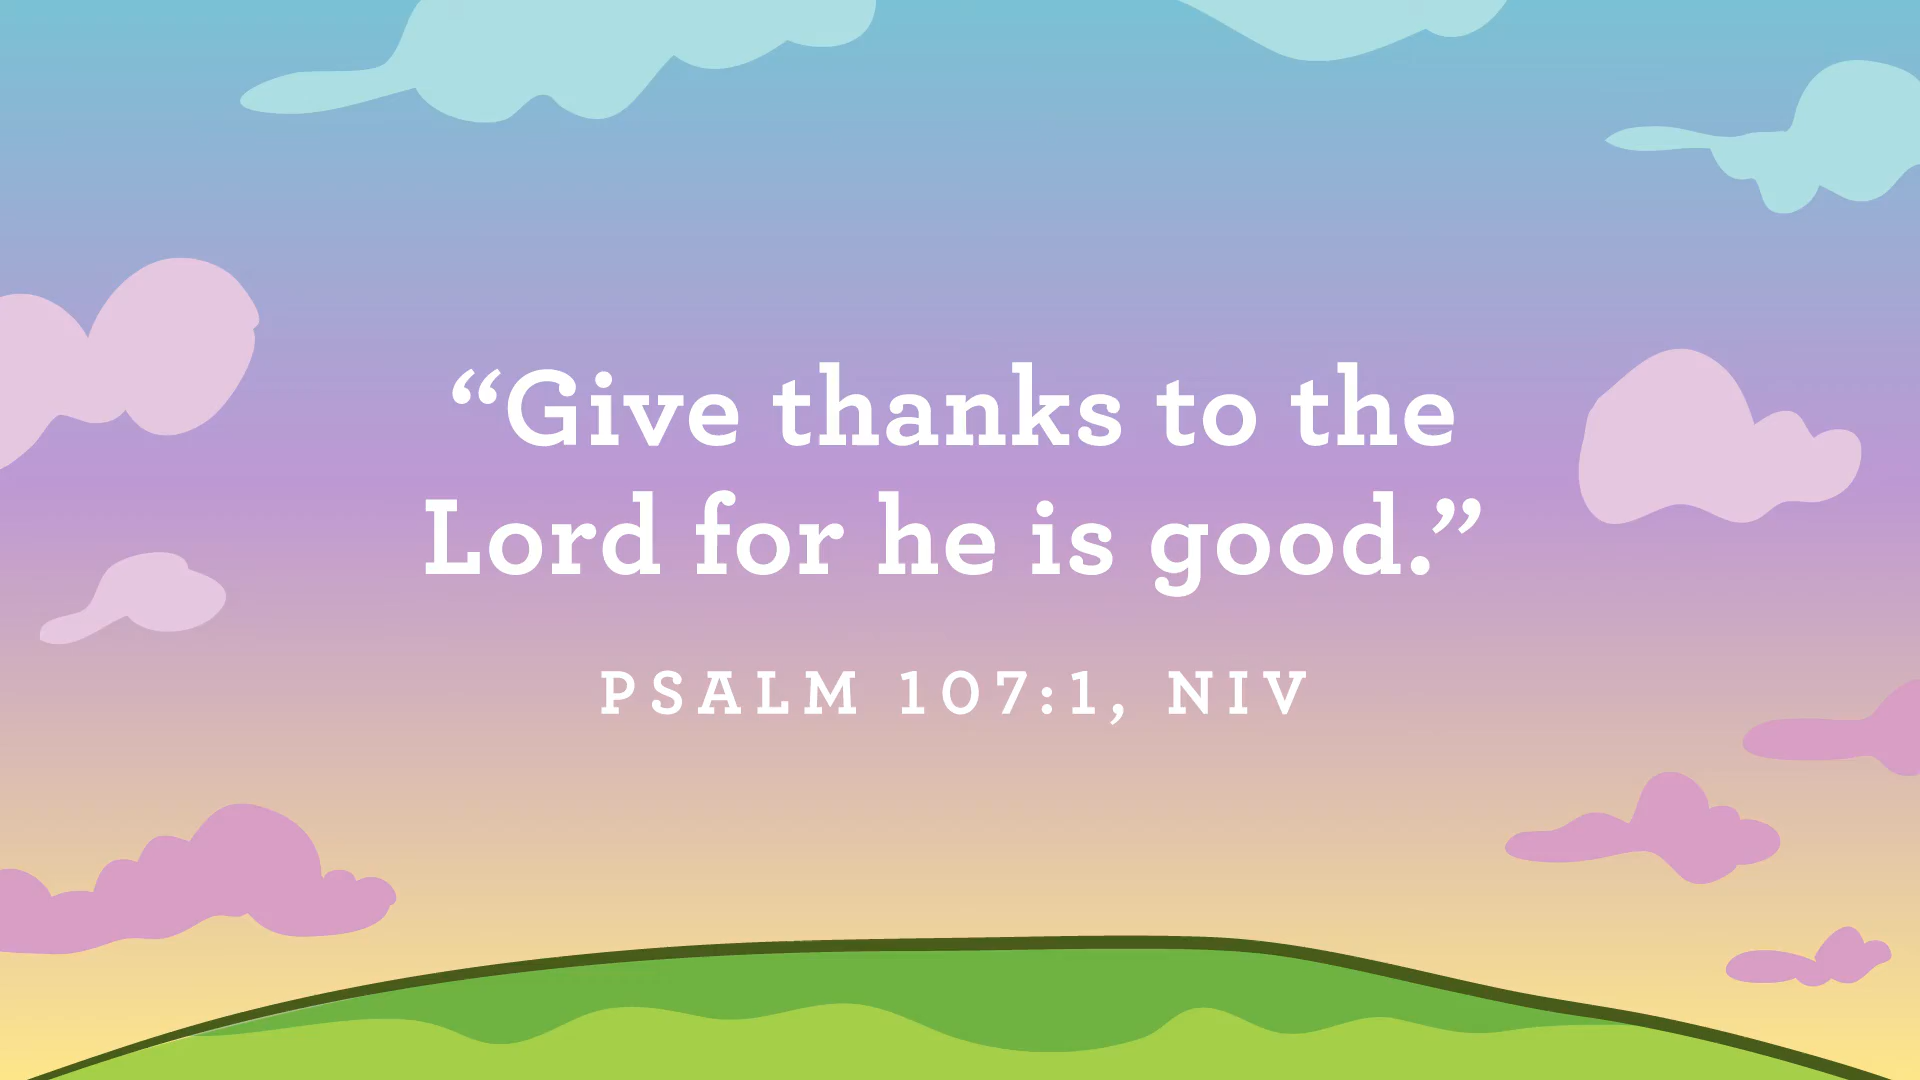 “Give thanks to the
Lord for he is good.”
PSALM 107:1, NIV